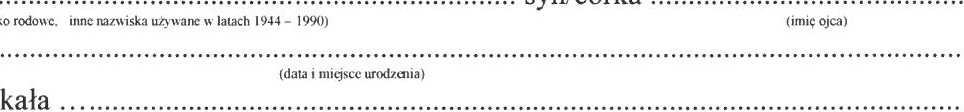 .................................................................. syn/córka ........................................
ko rodowe, inne nazwiska używane w latach 1944 – 1990) (imię ojca)
..........................................................................................................................
(data i miejsce urodzenia)
kała ..................................................................................................................